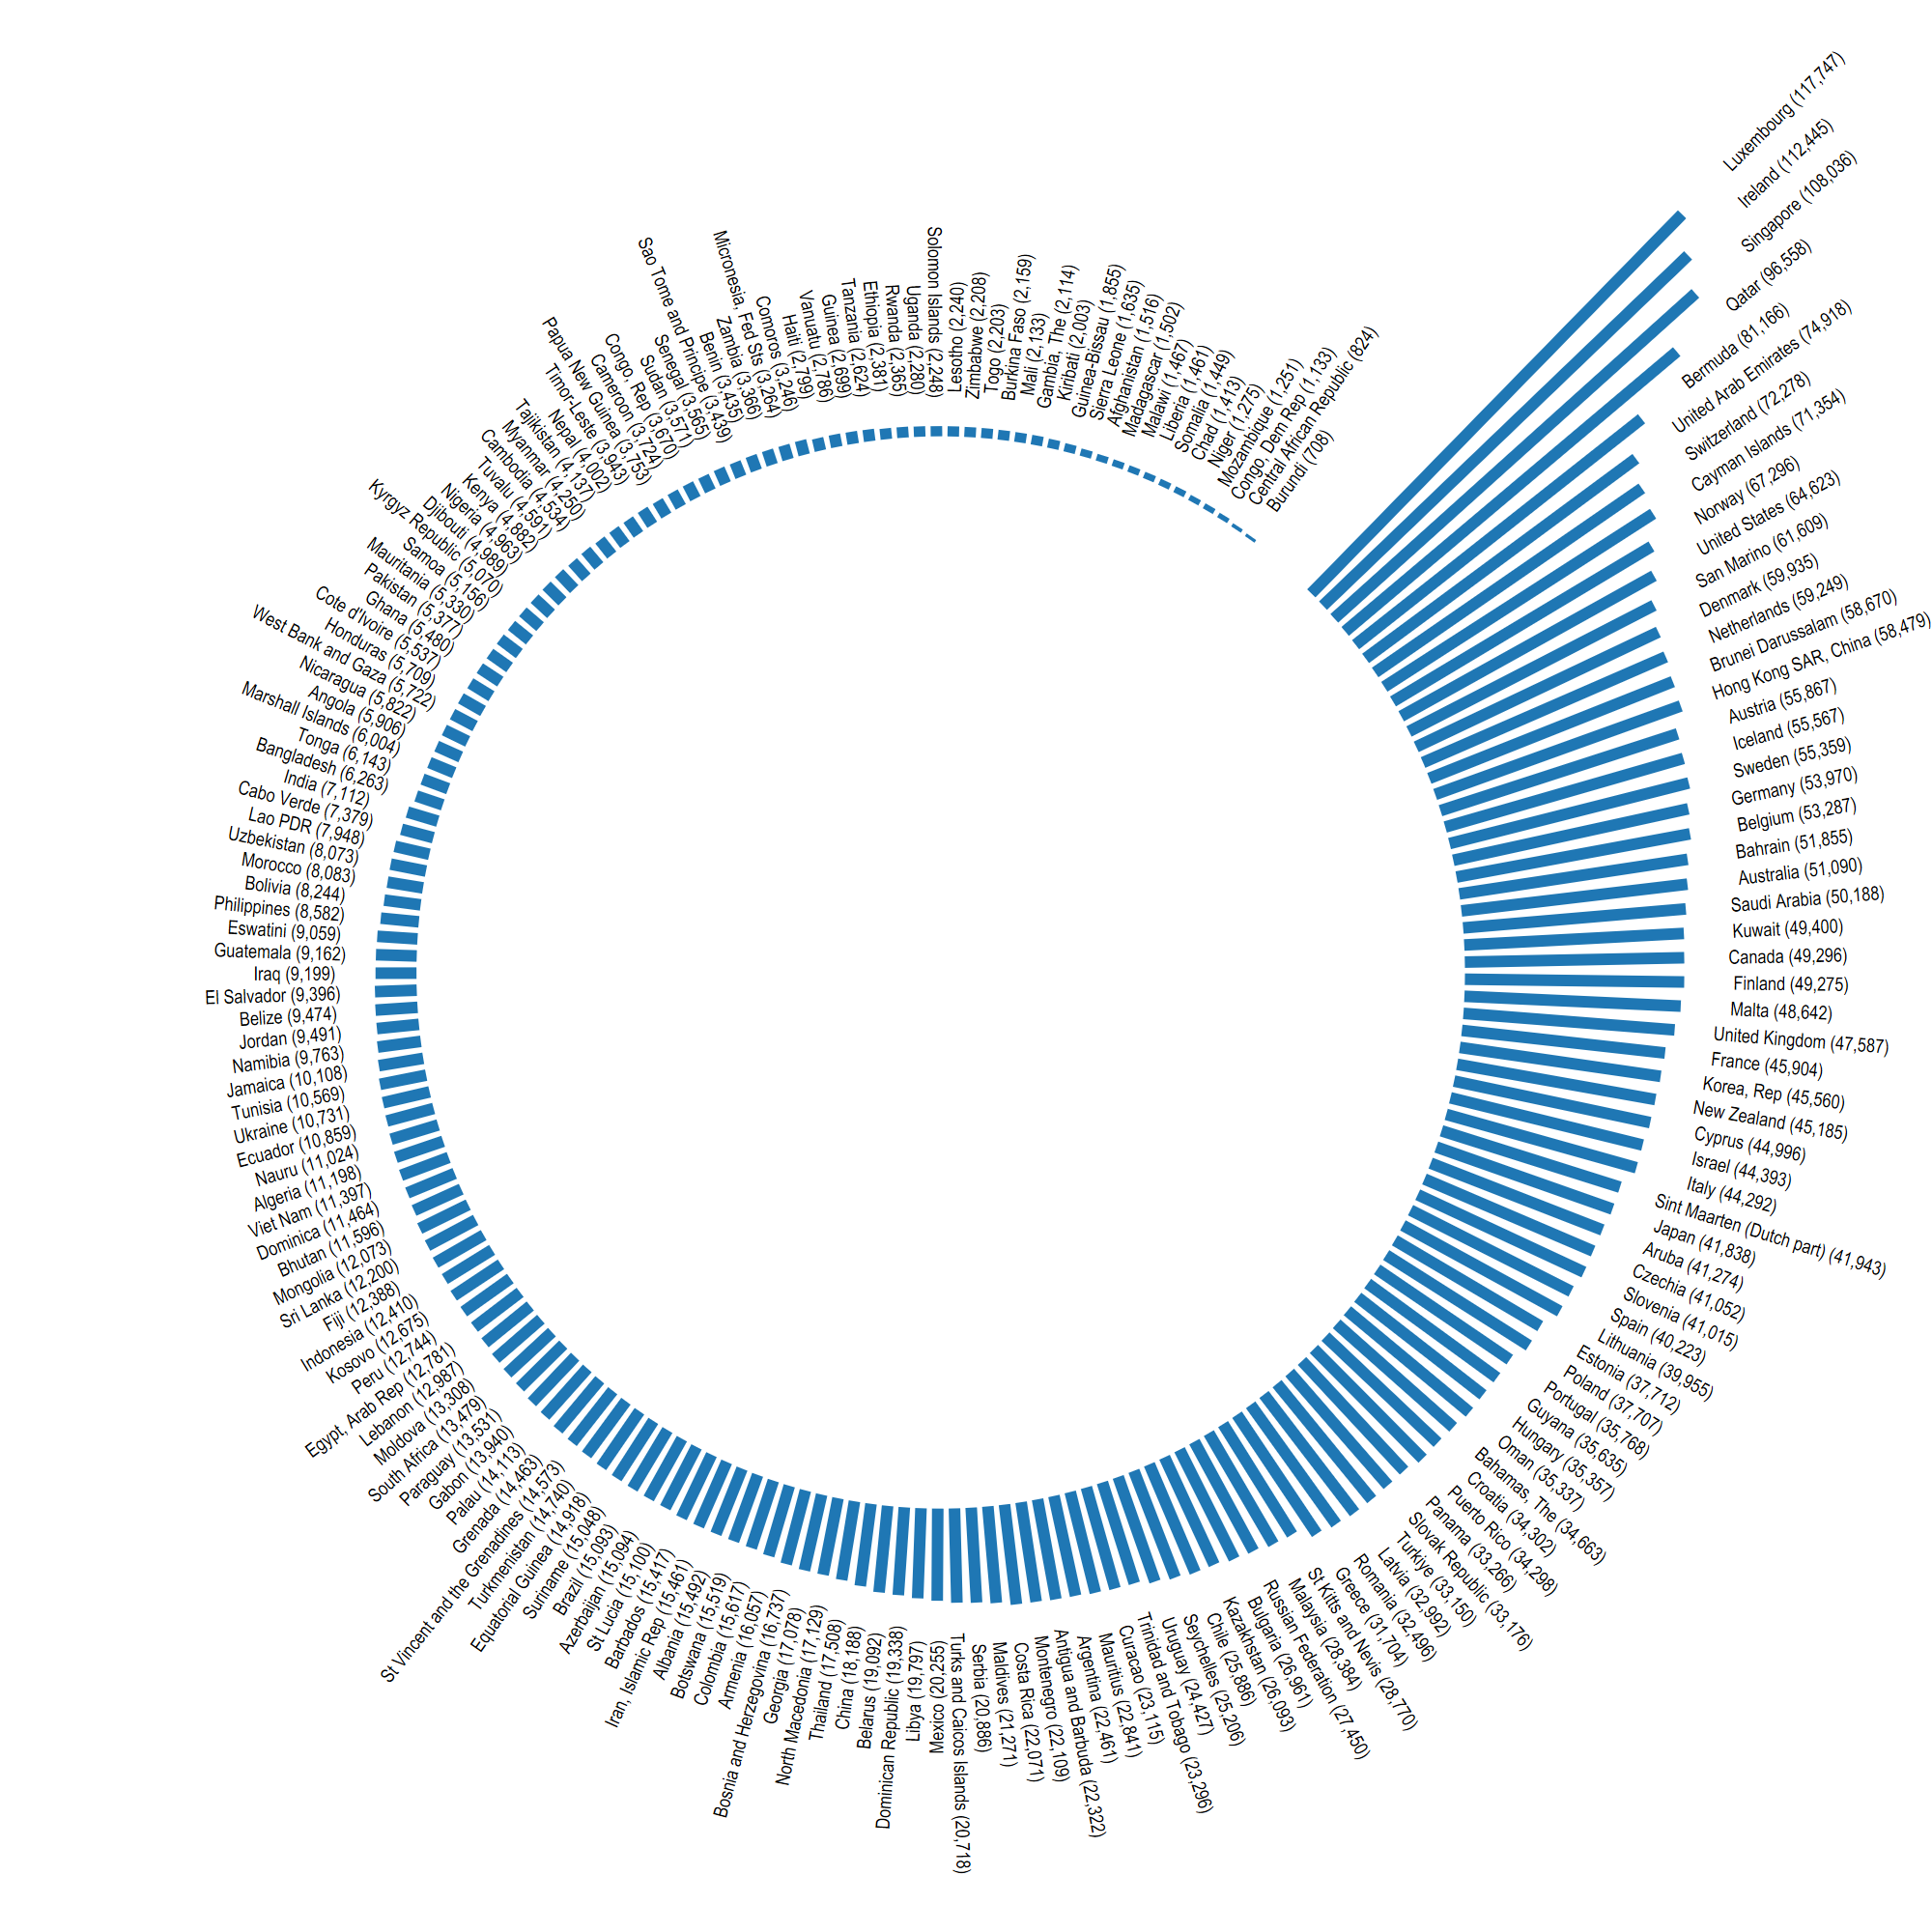 Luxembourg (117,747)
Ireland (112,445)
Singapore (108,036)
Qatar (96,558)
Bermuda (81,166)
United Arab Emirates (74,918)
Switzerland (72,278)
Cayman Islands (71,354)
Norway (67,296)
United States (64,623)
San Marino (61,609)
Denmark (59,935)
Netherlands (59,249)
Brunei Darussalam (58,670)
Hong Kong SAR, China (58,479)
Austria (55,867)
Iceland (55,567)
Sweden (55,359)
Germany (53,970)
Belgium (53,287)
Bahrain (51,855)
Australia (51,090)
Saudi Arabia (50,188)
Kuwait (49,400)
Canada (49,296)
Finland (49,275)
Malta (48,642)
United Kingdom (47,587)
France (45,904)
Korea, Rep (45,560)
New Zealand (45,185)
Cyprus (44,996)
Israel (44,393)
Italy (44,292)
Sint Maarten (Dutch part) (41,943)
Japan (41,838)
Aruba (41,274)
Czechia (41,052)
Slovenia (41,015)
Spain (40,223)
Lithuania (39,955)
Estonia (37,712)
Poland (37,707)
Portugal (35,768)
Guyana (35,635)
Hungary (35,357)
Oman (35,337)
Bahamas, The (34,663)
Croatia (34,302)
Puerto Rico (34,298)
Panama (33,266)
Slovak Republic (33,176)
Turkiye (33,150)
Latvia (32,992)
Romania (32,496)
Greece (31,704)
St Kitts and Nevis (28,770)
Malaysia (28,384)
Russian Federation (27,450)
Bulgaria (26,961)
Kazakhstan (26,093)
Chile (25,886)
Seychelles (25,206)
Uruguay (24,427)
Trinidad and Tobago (23,296)
Curacao (23,115)
Mauritius (22,841)
Argentina (22,461)
Antigua and Barbuda (22,322)
Montenegro (22,109)
Costa Rica (22,071)
Maldives (21,271)
Serbia (20,886)
Turks and Caicos Islands (20,718)
Mexico (20,255)
Libya (19,797)
Dominican Republic (19,338)
Belarus (19,092)
China (18,188)
Thailand (17,508)
North Macedonia (17,129)
Georgia (17,078)
Bosnia and Herzegovina (16,737)
Armenia (16,057)
Colombia (15,617)
Botswana (15,519)
Albania (15,492)
Iran, Islamic Rep (15,461)
Barbados (15,417)
St Lucia (15,100)
Azerbaijan (15,094)
Brazil (15,093)
Suriname (15,048)
Equatorial Guinea (14,918)
Turkmenistan (14,740)
St Vincent and the Grenadines (14,573)
Grenada (14,463)
Palau (14,113)
Gabon (13,940)
Paraguay (13,531)
South Africa (13,479)
Moldova (13,308)
Lebanon (12,987)
Egypt, Arab Rep (12,781)
Peru (12,744)
Kosovo (12,675)
Indonesia (12,410)
Fiji (12,388)
Sri Lanka (12,200)
Mongolia (12,073)
Bhutan (11,596)
Dominica (11,464)
Viet Nam (11,397)
Algeria (11,198)
Nauru (11,024)
Ecuador (10,859)
Ukraine (10,731)
Tunisia (10,569)
Jamaica (10,108)
Namibia (9,763)
Jordan (9,491)
Belize (9,474)
El Salvador (9,396)
Iraq (9,199)
Guatemala (9,162)
Eswatini (9,059)
Philippines (8,582)
Bolivia (8,244)
Morocco (8,083)
Uzbekistan (8,073)
Lao PDR (7,948)
Cabo Verde (7,379)
India (7,112)
Bangladesh (6,263)
Tonga (6,143)
Marshall Islands (6,004)
Angola (5,906)
Nicaragua (5,822)
West Bank and Gaza (5,722)
Honduras (5,709)
Cote d'Ivoire (5,537)
Ghana (5,480)
Pakistan (5,377)
Mauritania (5,330)
Samoa (5,156)
Kyrgyz Republic (5,070)
Djibouti (4,989)
Nigeria (4,963)
Kenya (4,882)
Tuvalu (4,591)
Cambodia (4,534)
Myanmar (4,250)
Tajikistan (4,137)
Nepal (4,002)
Timor-Leste (3,943)
Papua New Guinea (3,753)
Cameroon (3,724)
Congo, Rep (3,670)
Sudan (3,571)
Senegal (3,565)
Sao Tome and Principe (3,439)
Benin (3,435)
Zambia (3,366)
Micronesia, Fed Sts (3,264)
Comoros (3,246)
Haiti (2,799)
Vanuatu (2,786)
Guinea (2,699)
Tanzania (2,624)
Ethiopia (2,381)
Rwanda (2,365)
Uganda (2,280)
Solomon Islands (2,248)
Lesotho (2,240)
Zimbabwe (2,208)
Togo (2,203)
Burkina Faso (2,159)
Mali (2,133)
Gambia, The (2,114)
Kiribati (2,003)
Guinea-Bissau (1,855)
Sierra Leone (1,635)
Afghanistan (1,516)
Madagascar (1,502)
Malawi (1,467)
Liberia (1,461)
Somalia (1,449)
Chad (1,413)
Niger (1,275)
Mozambique (1,251)
Congo, Dem Rep (1,133)
Central African Republic (824)
Burundi (708)